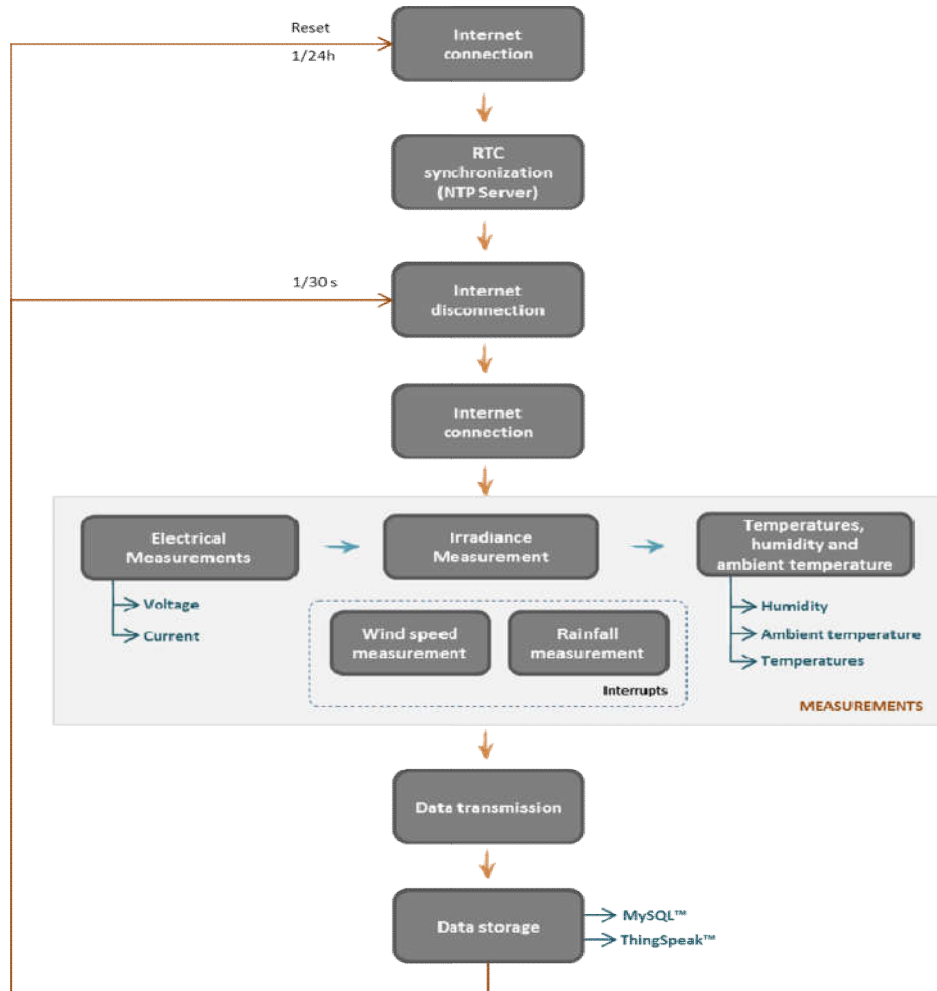 Reset
1/24h
Internet
connection
RTC
synchronization
(NTP Server)
1/30 s
Internet
disconnection
Internet
connection
Electrical
Measurements
Voltage
Current
Irradiance
Measurement
Temperatures,
humidity and
ambient temperature
Humidity
Ambient temperature
Temperatures
Wind speed
measurement
Rainfall
measurement
Interrupts
MEASUREMENTS
Data transmission
Data storage
MySQL™
ThingSpeak™